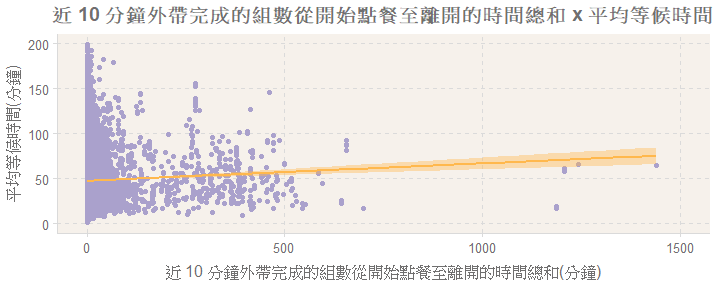 近 10 分鐘外帶完成的組數從開始點餐至離開的時間總和 x 平均等候時間
平均等候時間(分鐘)
200
150
100
50
0
0 500 1000 1500
近 10 分鐘外帶完成的組數從開始點餐至離開的時間總和(分鐘)